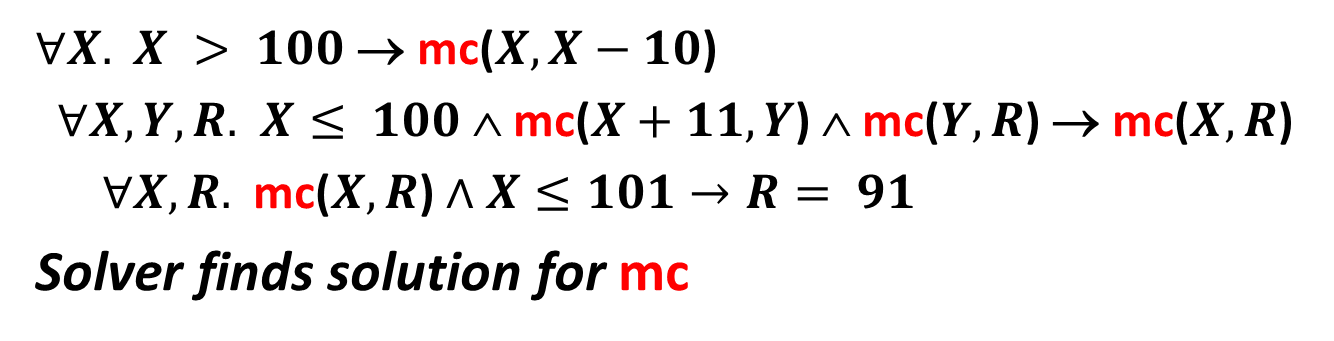 ∀X. X > 100 → mc(X, X − 10)
∀X, Y, R. X ≤ 100 ∧ mc(X + 11, Y) ∧ mc(Y, R) → mc(X, R)
∀X, R. mc(X, R) ∧ X ≤ 101 → R = 91
Solver finds solution for mc